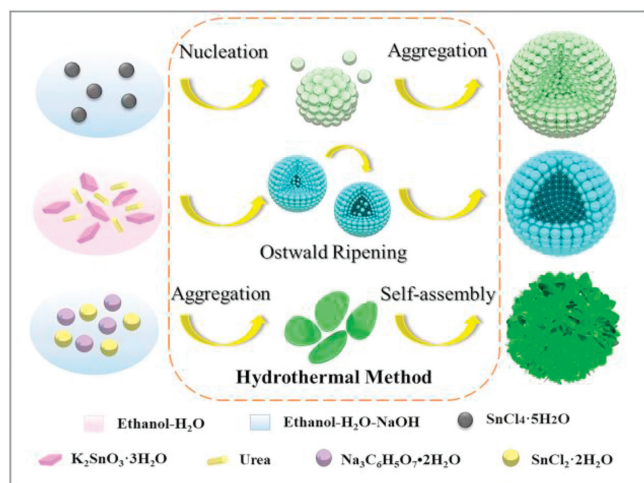 Nucleation
Aggregation
Ostwald Ripening
Aggregation
Self-assembly
Hydrothermal Method
Ethanol-H₂O
Ethanol-H₂O-NaOH
SnCl₄·5H₂O
K₂SnO₃·3H₂O
Urea
Na₃C₆H₅O₇•2H₂O
SnCl₂·2H₂O